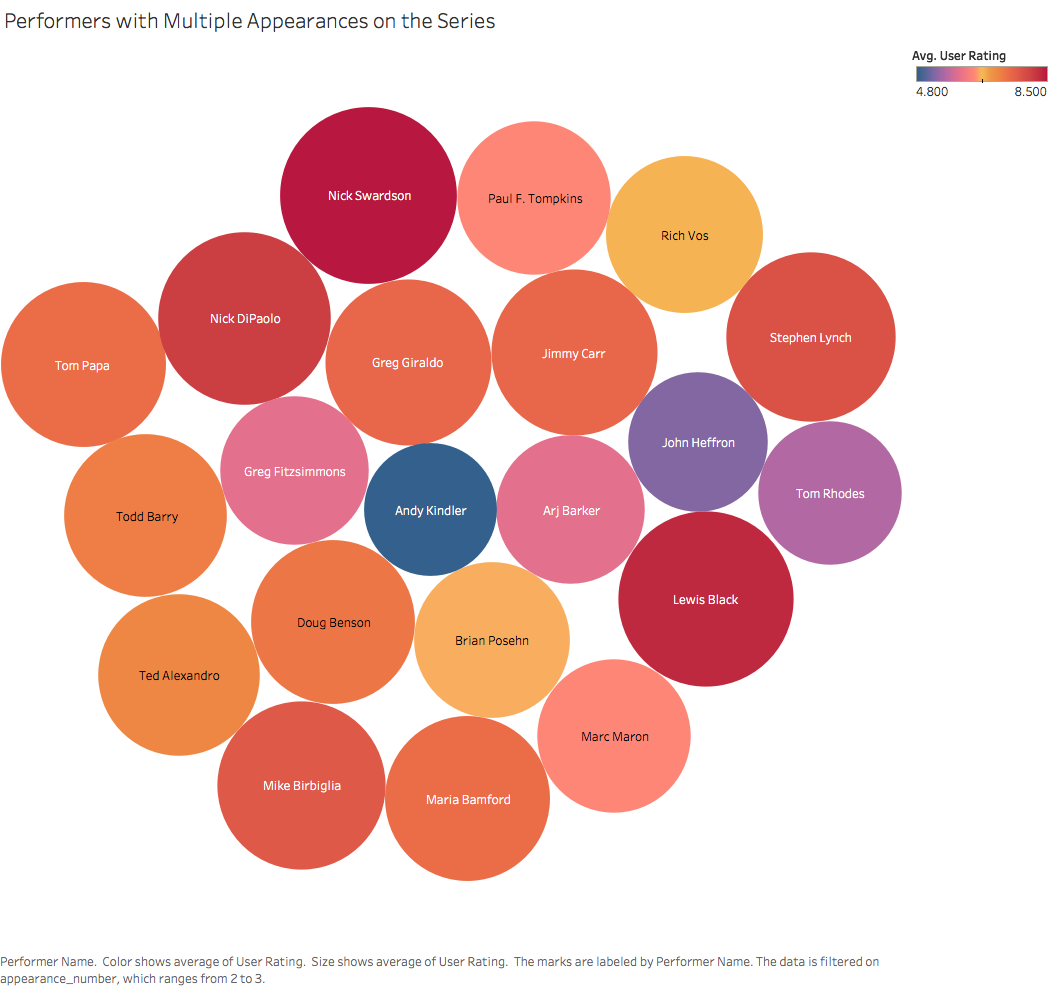 Performers with Multiple Appearances on the Series
Avg. User Rating
4.800 8.500
Nick Swardson
Paul F. Tompkins
Rich Vos
Nick DiPaolo
Stephen Lynch
Tom Papa
Greg Giraldo
Jimmy Carr
John Heffron
Greg Fitzsimmons
Tom Rhodes
Todd Barry
Andy Kindler
Arj Barker
Lewis Black
Doug Benson
Brian Posehn
Ted Alexandro
Marc Maron
Mike Birbiglia
Maria Bamford
Performer Name.  Color shows average of User Rating.  Size shows average of User Rating.  The marks are labeled by Performer Name. The data is filtered on
appearance_number, which ranges from 2 to 3.